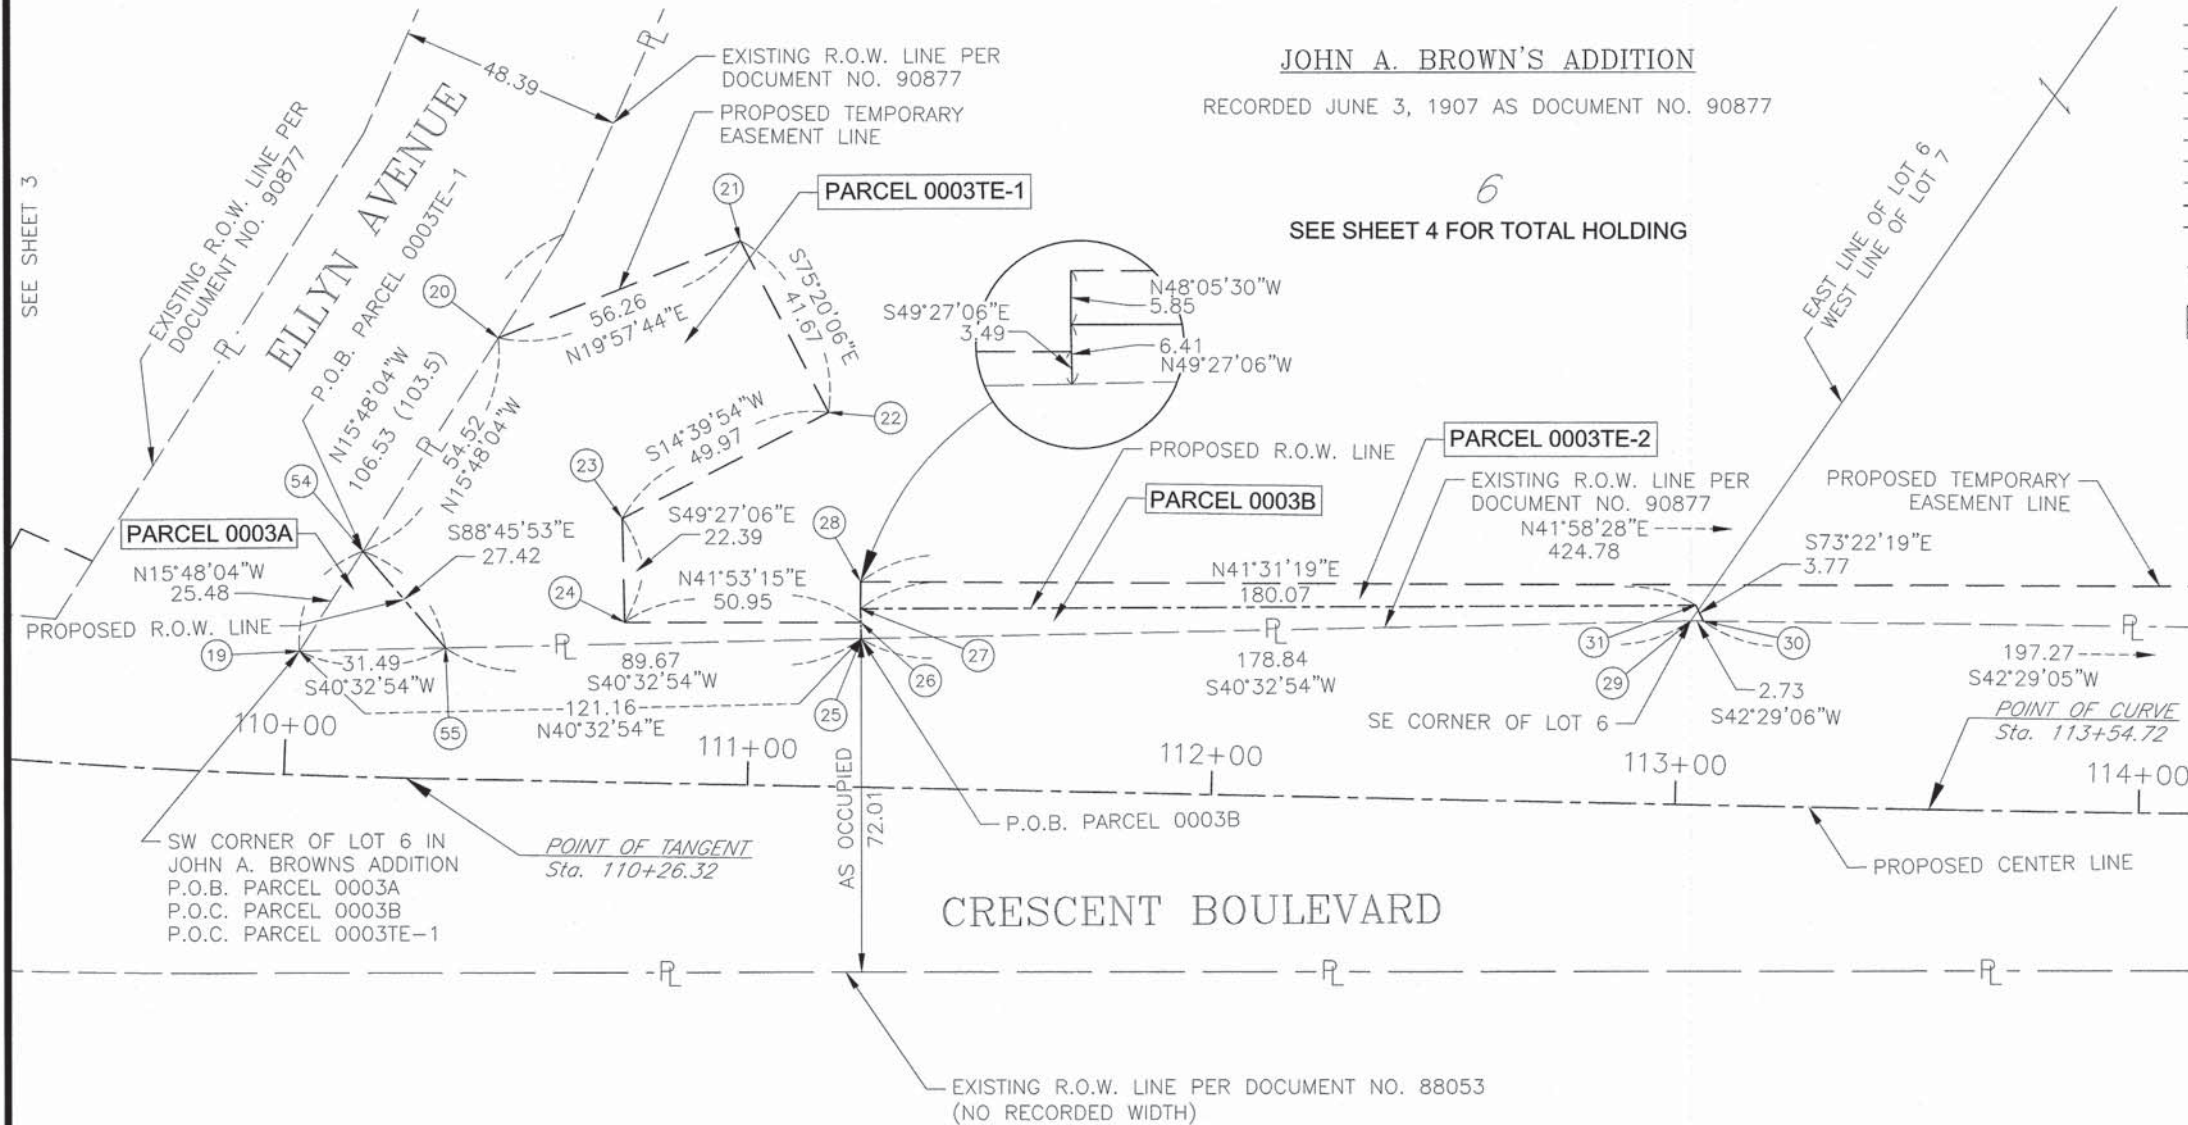 SEE SHEET 3
EXISTING R.O.W. LINE PER
DOCUMENT NO. 90877
ELLYN AVENUE
48.39
EXISTING R.O.W. LINE PER
DOCUMENT NO. 90877
PROPOSED TEMPORARY
EASEMENT LINE
JOHN A. BROWN'S ADDITION
RECORDED JUNE 3, 1907 AS DOCUMENT NO. 90877
6
SEE SHEET 4 FOR TOTAL HOLDING
EAST LINE OF LOT 6
WEST LINE OF LOT 7
PARCEL 0003TE-1
P.O.B. PARCEL 0003TE-1
20
21
56.26
N19°57'44"E
S75°20'06"E
41.67
22
S14°39'54"W
49.97
23
N15°48'04"W
106.53 (103.5)
54.52
N15°48'04"W
54
S49°27'06"E
3.49
N48°05'30"W
5.85
6.41
N49°27'06"W
PROPOSED R.O.W. LINE
PARCEL 0003TE-2
PARCEL 0003B
EXISTING R.O.W. LINE PER
DOCUMENT NO. 90877
N41°58'28"E
424.78
PROPOSED TEMPORARY
EASEMENT LINE
PARCEL 0003A
N15°48'04"W
25.48
PROPOSED R.O.W. LINE
S88°45'53"E
27.42
S49°27'06"E
22.39
28
24
N41°53'15"E
50.95
N41°31'19"E
180.07
S73°22'19"E
3.77
19
31.49
S40°32'54"W
PL
89.67
S40°32'54"W
121.16
N40°32'54"E
55
25
26
27
PL
178.84
S40°32'54"W
31
30
29
2.73
S42°29'06"W
SE CORNER OF LOT 6
PL
197.27
S42°29'05"W
POINT OF CURVE
Sta. 113+54.72
110+00
111+00
112+00
113+00
114+00
SW CORNER OF LOT 6 IN
JOHN A. BROWNS ADDITION
P.O.B. PARCEL 0003A
P.O.C. PARCEL 0003B
P.O.C. PARCEL 0003TE-1
POINT OF TANGENT
Sta. 110+26.32
AS OCCUPIED
72.01
P.O.B. PARCEL 0003B
PROPOSED CENTER LINE
CRESCENT BOULEVARD
PL
PL
PL
EXISTING R.O.W. LINE PER DOCUMENT NO. 88053
(NO RECORDED WIDTH)
PL
PL
PL